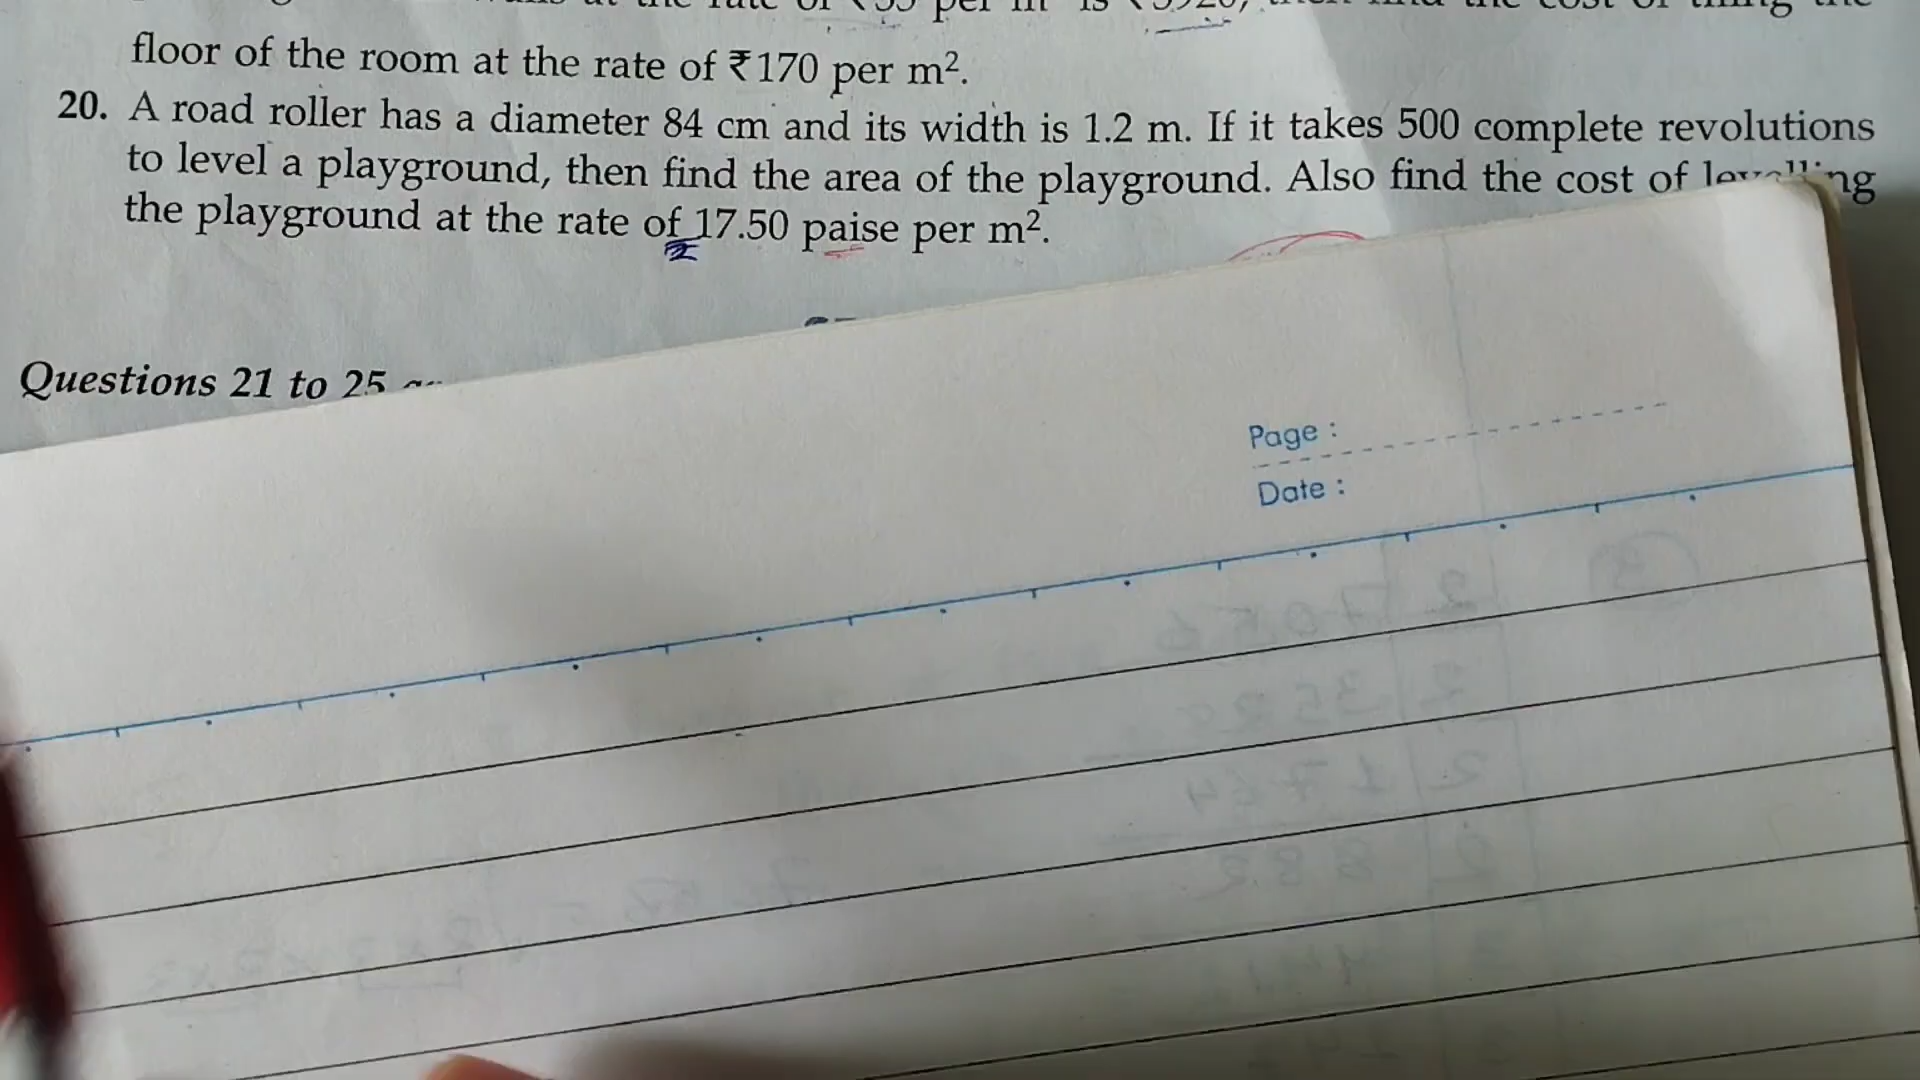 floor of the room at the rate of ₹170 per m².
20. A road roller has a diameter 84 cm and its width is 1.2 m. If it takes 500 complete revolutions
to level a playground, then find the area of the playground. Also find the cost of levelling
the playground at the rate of 17.50 paise per m².
Questions 21 to 25
Page :
Date :